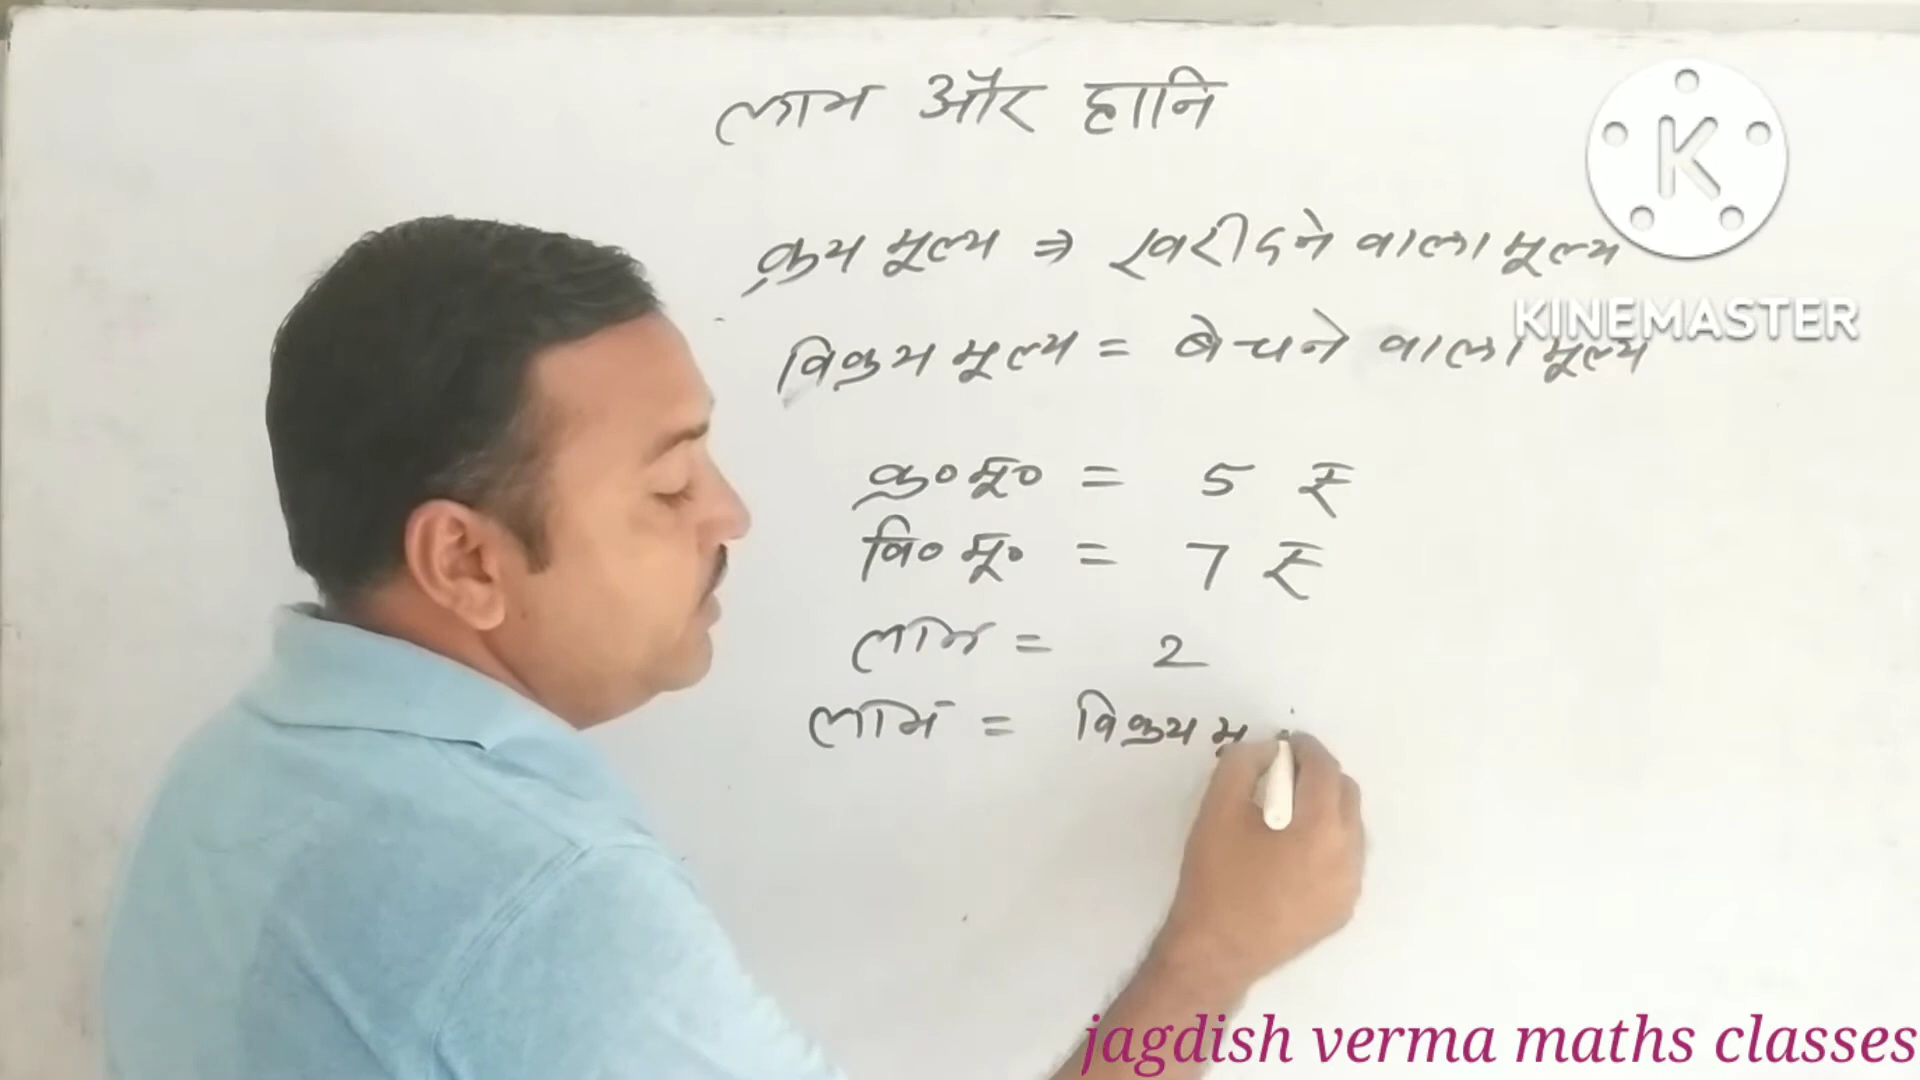 लाभ और हानि
क्रय मूल्य ⇒ खरीदने वाला मूल्य
विक्रय मूल्य = बेचने वाला मूल्य
क्र० मू० = 5 ₹
वि० मू० = 7 ₹
लाभ = 2
लाभ = विक्रय मू
K
KINEMASTER
jagdish verma maths classes